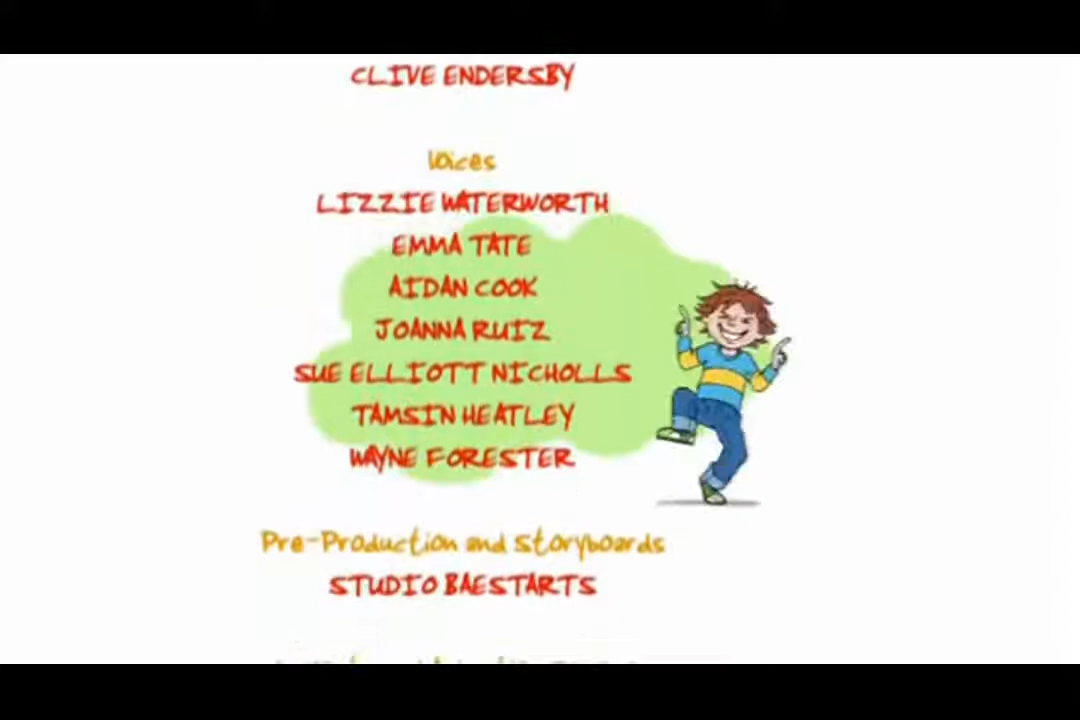 CLIVE ENDERSBY
Voices
LIZZIE WATERWORTH
EMMA TATE
AIDAN COOK
JOANNA RUIZ
SUE ELLIOTT NICHOLLS
TAMSIN HEATLEY
WAYNE FORESTER
Pre-Production and Storyboards
STUDIO BAESTARTS